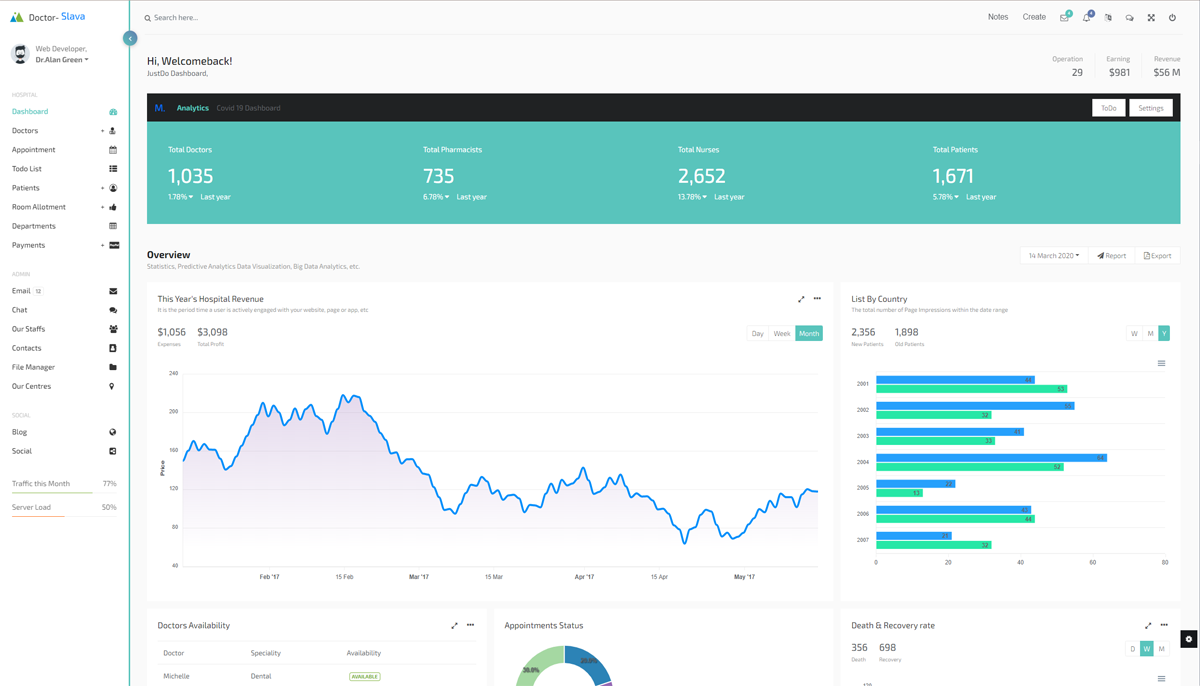 Doctor- Slava
Search here...
Notes Create
Web Developer,
Dr.Alan Green
Hi, Welcomeback!
JustDo Dashboard,
Operation
29
Earning
$981
Revenue
$56 M
HOSPITAL
Dashboard
Doctors
Appointment
Todo List
Patients
Room Allotment
Departments
Payments
ADMIN
Email 12
Chat
Our Staffs
Contacts
File Manager
Our Centres
SOCIAL
Blog
Social
Traffic this Month 77%
Server Load 50%
M. Analytics Covid 19 Dashboard
ToDo Settings
Total Doctors
1,035
1.78% Last year
Total Pharmacists
735
6.78% Last year
Total Nurses
2,652
13.78% Last year
Total Patients
1,671
5.78% Last year
Overview
Statistics, Predictive Analytics Data Visualization, Big Data Analytics, etc.
14 March 2020 Report Export
This Year's Hospital Revenue
It is the period time a user is actively engaged with your website, page or app, etc
$1,056 $3,098
Expenses Total Profit
Day Week Month
240
200
160
120
80
40
Price
Feb '17 15 Feb Mar '17 15 Mar Apr '17 15 Apr May '17
List By Country
The total number of Page Impressions within the date range
2,356 1,898
New Patients Old Patients
W M Y
2001 44
53
2002 55
32
2003 41
33
2004 64
52
2005 22
13
2006 43
44
2007 21
32
0 20 40 60 80
Doctors Availability
Doctor Speciality Availability
Michelle Dental AVAILABLE
Appointments Status
38.9%
Death & Recovery rate
356 698
Death Recovery
D W M